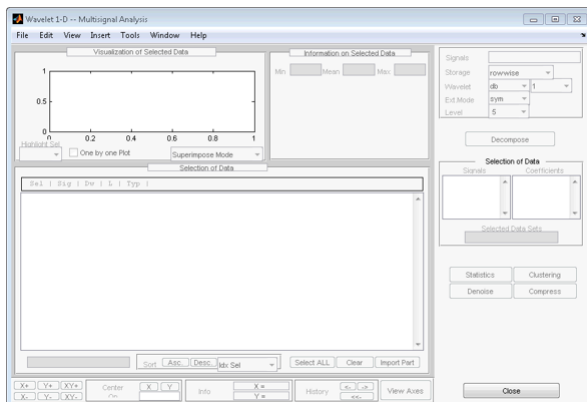 Wavelet 1-D -- Multisignal Analysis
File Edit View Insert Tools Window Help
Visualization of Selected Data
1
0.5
0
0 0.2 0.4 0.6 0.8 1
Highlight Sel
One by one Plot
Superimpose Mode
Information on Selected Data
Min Mean Max
Selection of Data
Sel | Sig | Dw | L | Typ |
Sort Asc. Desc. Idx Sel
Select ALL Clear Import Part
X+ Y+ XY+
X- Y- XY-
Center
On
X Y
Info
X =
Y =
History
<- ->
<<-
View Axes
Signals
Storage rowwise
Wavelet db 1
Ext.Mode sym
Level 5
Decompose
Selection of Data
Signals Coefficients
Selected Data Sets
Statistics Clustering
Denoise Compress
Close